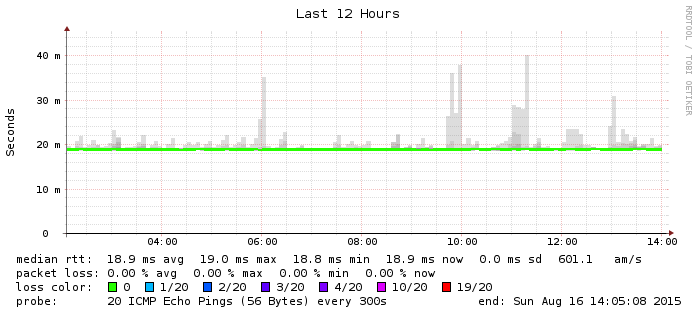 Last 12 Hours
RRDTOOL / TOBI OETIKER
Seconds
40 m
30 m
20 m
10 m
0
04:00 06:00 08:00 10:00 12:00 14:00
median rtt: 18.9 ms avg 19.0 ms max 18.8 ms min 18.9 ms now 0.0 ms sd 601.1 am/s
packet loss: 0.00 % avg 0.00 % max 0.00 % min 0.00 % now
loss color: 0 1/20 2/20 3/20 4/20 10/20 19/20
probe: 20 ICMP Echo Pings (56 Bytes) every 300s end: Sun Aug 16 14:05:08 2015